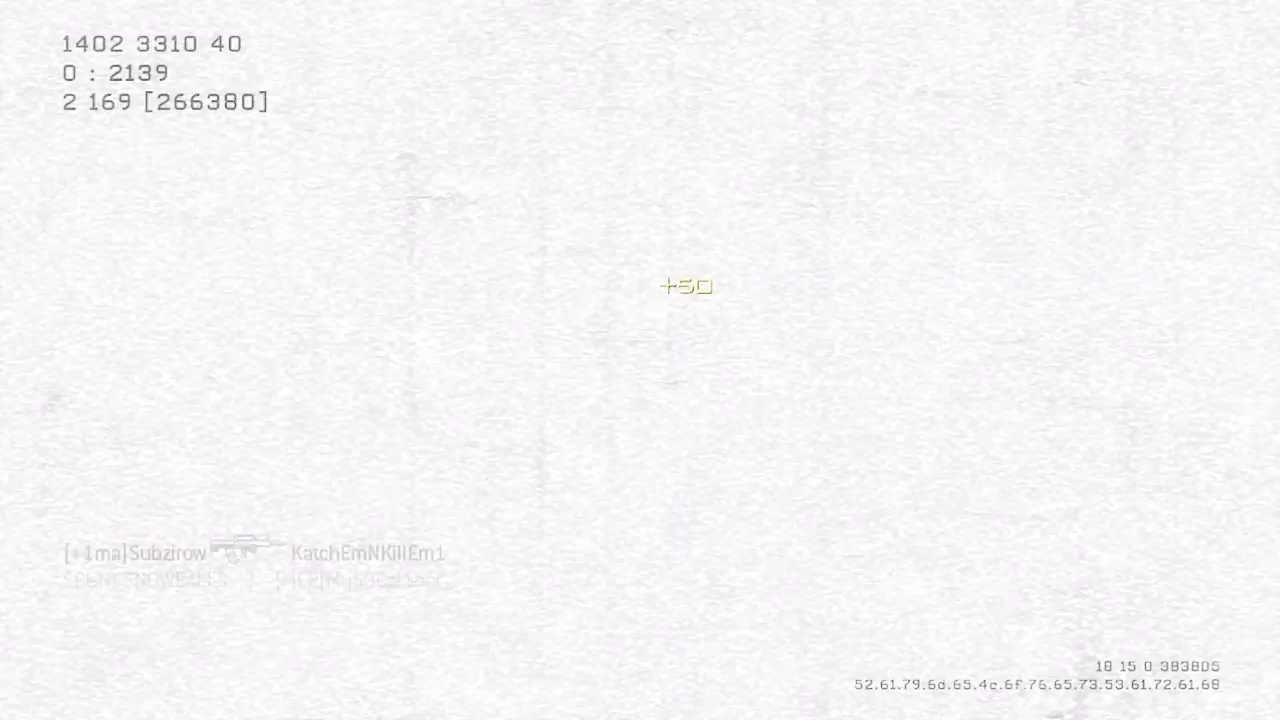 1402 3310 40
0 : 2139
2 169 [266380]
+50
[+1ma]Subzirow KatchEmNKillEm1
18 15 0 3838D5
52.61.79.6d.65.4c.6f.76.65.73.53.61.72.61.68